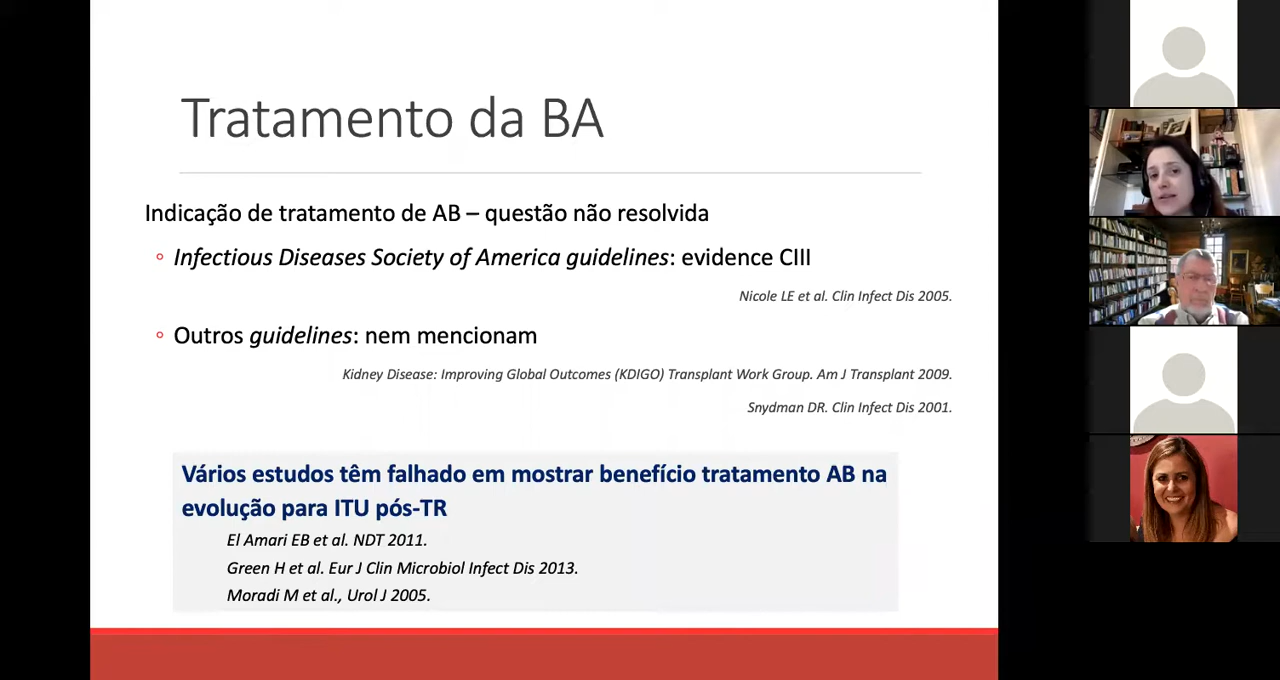 Tratamento da BA
Indicação de tratamento de AB – questão não resolvida
Infectious Diseases Society of America guidelines: evidence CIII
Nicole LE et al. Clin Infect Dis 2005.
Outros guidelines: nem mencionam
Kidney Disease: Improving Global Outcomes (KDIGO) Transplant Work Group. Am J Transplant 2009.
Snydman DR. Clin Infect Dis 2001.
Vários estudos têm falhado em mostrar benefício tratamento AB na
evolução para ITU pós-TR
El Amari EB et al. NDT 2011.
Green H et al. Eur J Clin Microbiol Infect Dis 2013.
Moradi M et al., Urol J 2005.